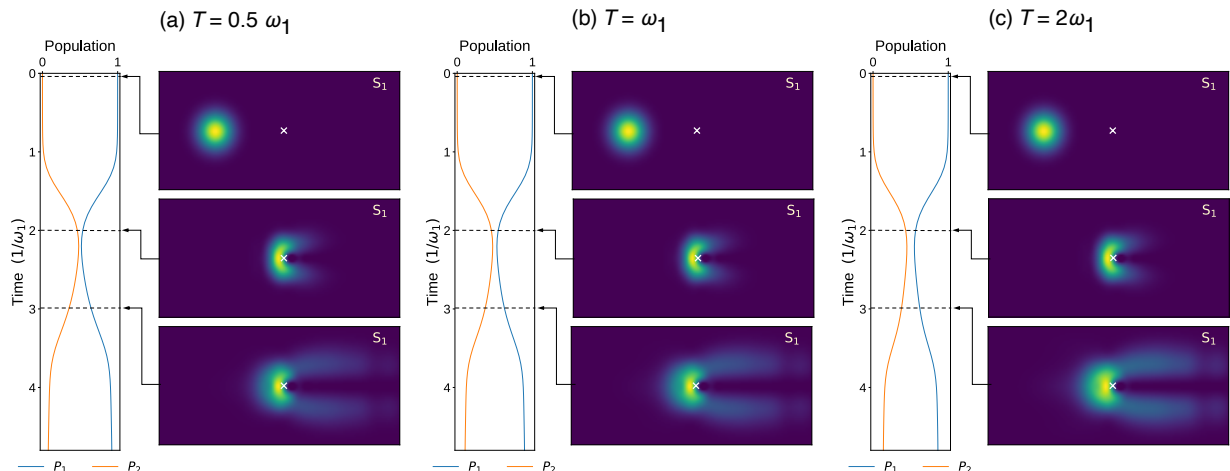 (a) T = 0.5 ω1
Population
0 1
0
1
2
3
4
Time (1/ω1)
S1
S1
S1
P1 P2
(b) T = ω1
Population
0 1
0
1
2
3
4
Time (1/ω1)
S1
S1
S1
P1 P2
(c) T = 2ω1
Population
0 1
0
1
2
3
4
Time (1/ω1)
S1
S1
S1
P1 P2